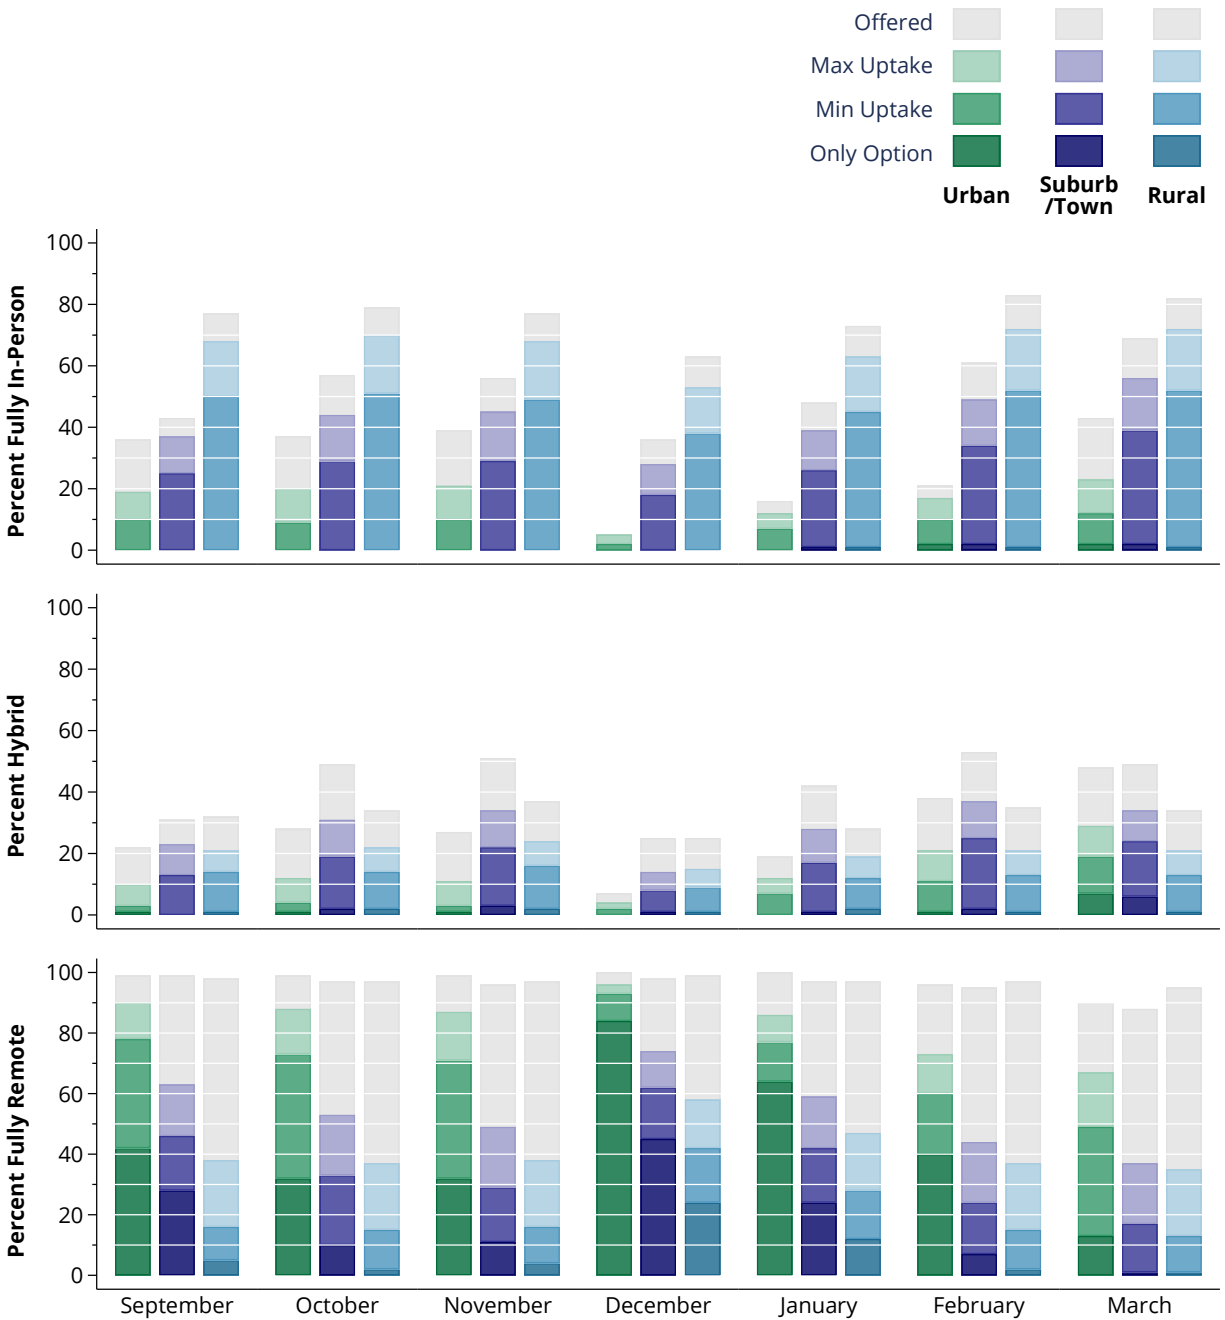 Offered
Max Uptake
Min Uptake
Only Option
Urban
Suburb
/Town
Rural
Percent Fully In-Person
100
80
60
40
20
0
Percent Hybrid
100
80
60
40
20
0
Percent Fully Remote
100
80
60
40
20
0
September October November December January February March